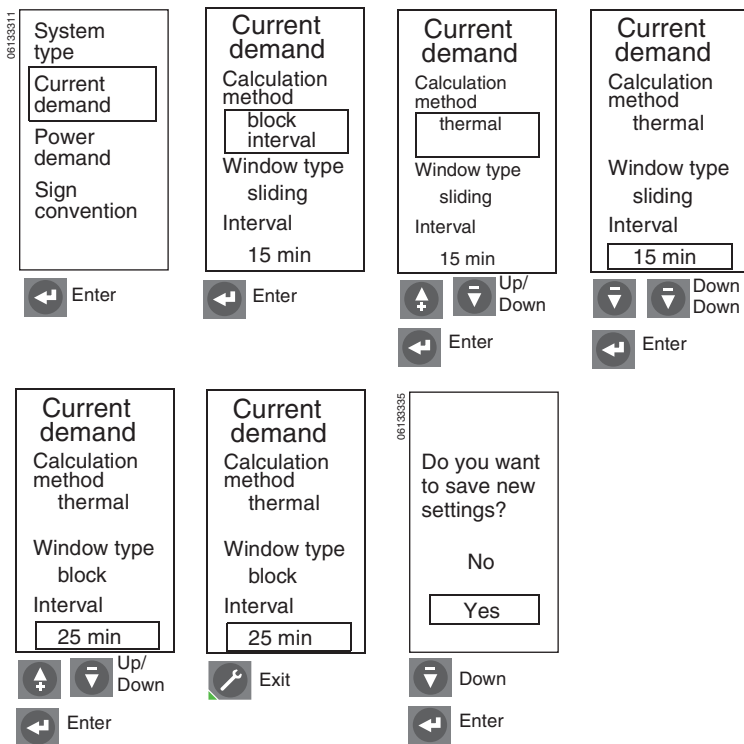 06133311
System
type
Current
demand
Power
demand
Sign
convention
Enter
Current
demand
Calculation
method
block
interval
Window type
sliding
Interval
15 min
Enter
Current
demand
Calculation
method
thermal
Window type
sliding
Interval
15 min
Up/
Down
Enter
Current
demand
Calculation
method
thermal
Window type
sliding
Interval
15 min
Down
Down
Enter
Current
demand
Calculation
method
thermal
Window type
block
Interval
25 min
Up/
Down
Enter
Current
demand
Calculation
method
thermal
Window type
block
Interval
25 min
Exit
06133335
Do you want
to save new
settings?
No
Yes
Down
Enter